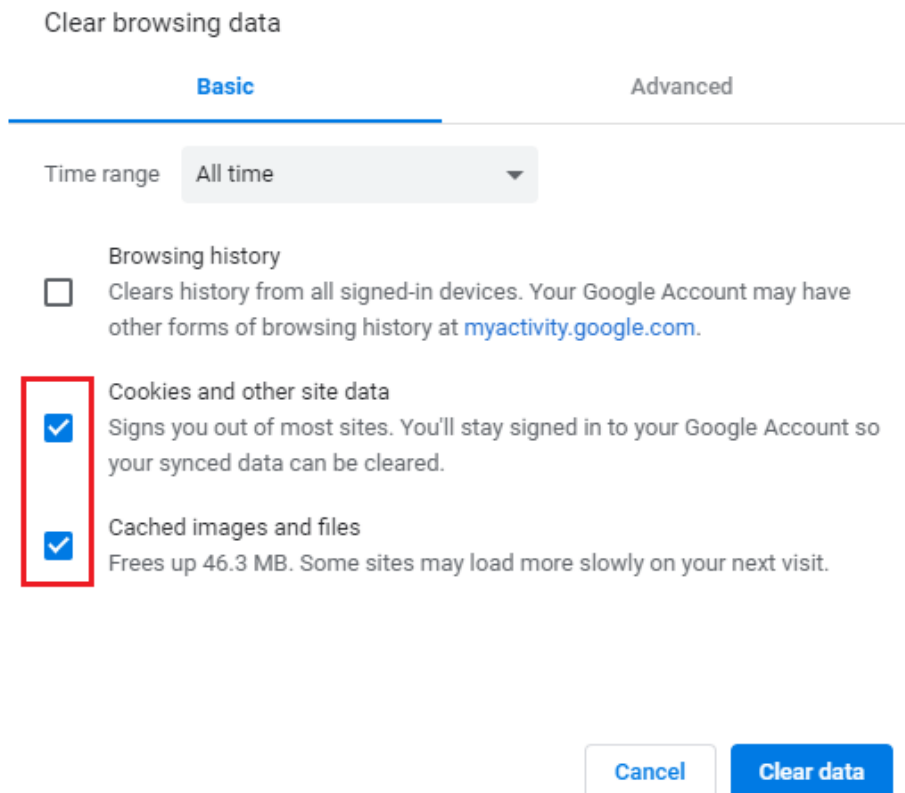 Clear browsing data
Basic
Advanced
Time range
All time
Browsing history
Clears history from all signed-in devices. Your Google Account may have
other forms of browsing history at myactivity.google.com.
Cookies and other site data
Signs you out of most sites. You'll stay signed in to your Google Account so
your synced data can be cleared.
Cached images and files
Frees up 46.3 MB. Some sites may load more slowly on your next visit.
Cancel
Clear data